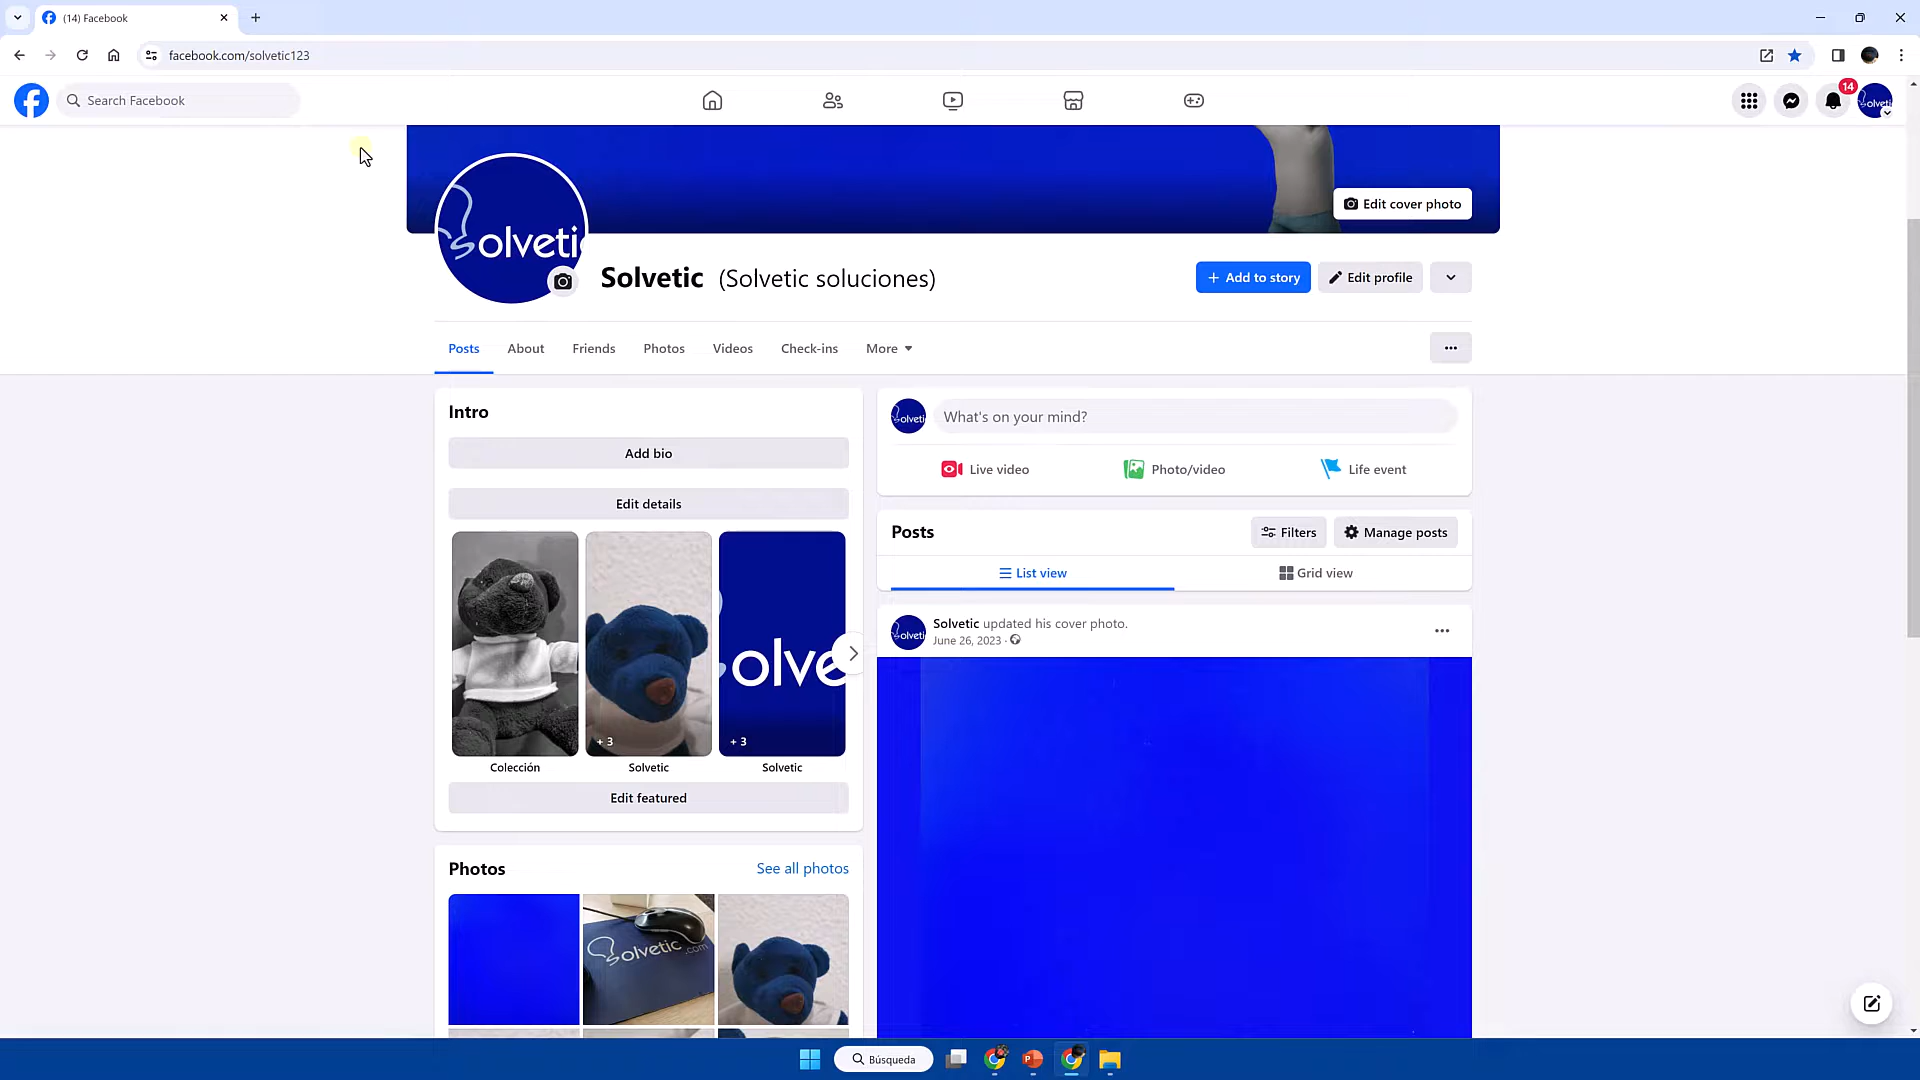 (14) Facebook
facebook.com/solvetic123
Search Facebook
14
Solvetic
olvetic
Edit cover photo
Solvetic (Solvetic soluciones)
Add to story
Edit profile
Posts
About
Friends
Photos
Videos
Check-ins
More
Intro
Add bio
Edit details
olve
+ 3
+ 3
Colección
Solvetic
Solvetic
Edit featured
Photos
See all photos
Solvetic.com
What's on your mind?
Live video
Photo/video
Life event
Posts
Filters
Manage posts
List view
Grid view
Solvetic updated his cover photo.
June 26, 2023 ·
Búsqueda